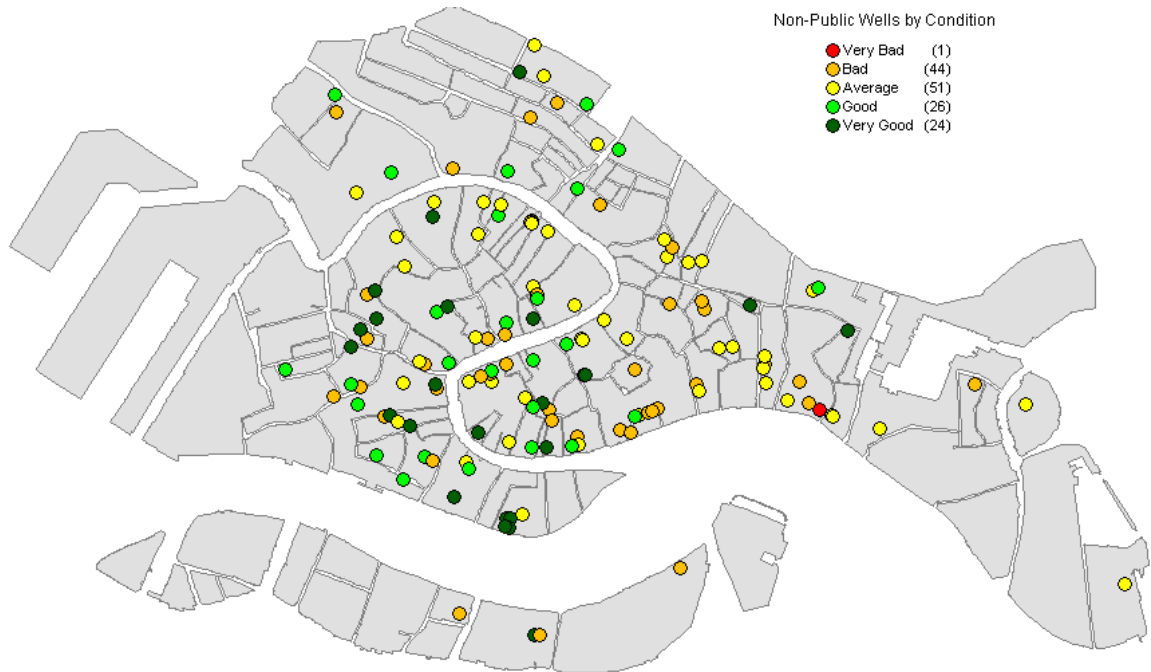 Non-Public Wells by Condition
Very Bad (1)
Bad (44)
Average (51)
Good (26)
Very Good (24)